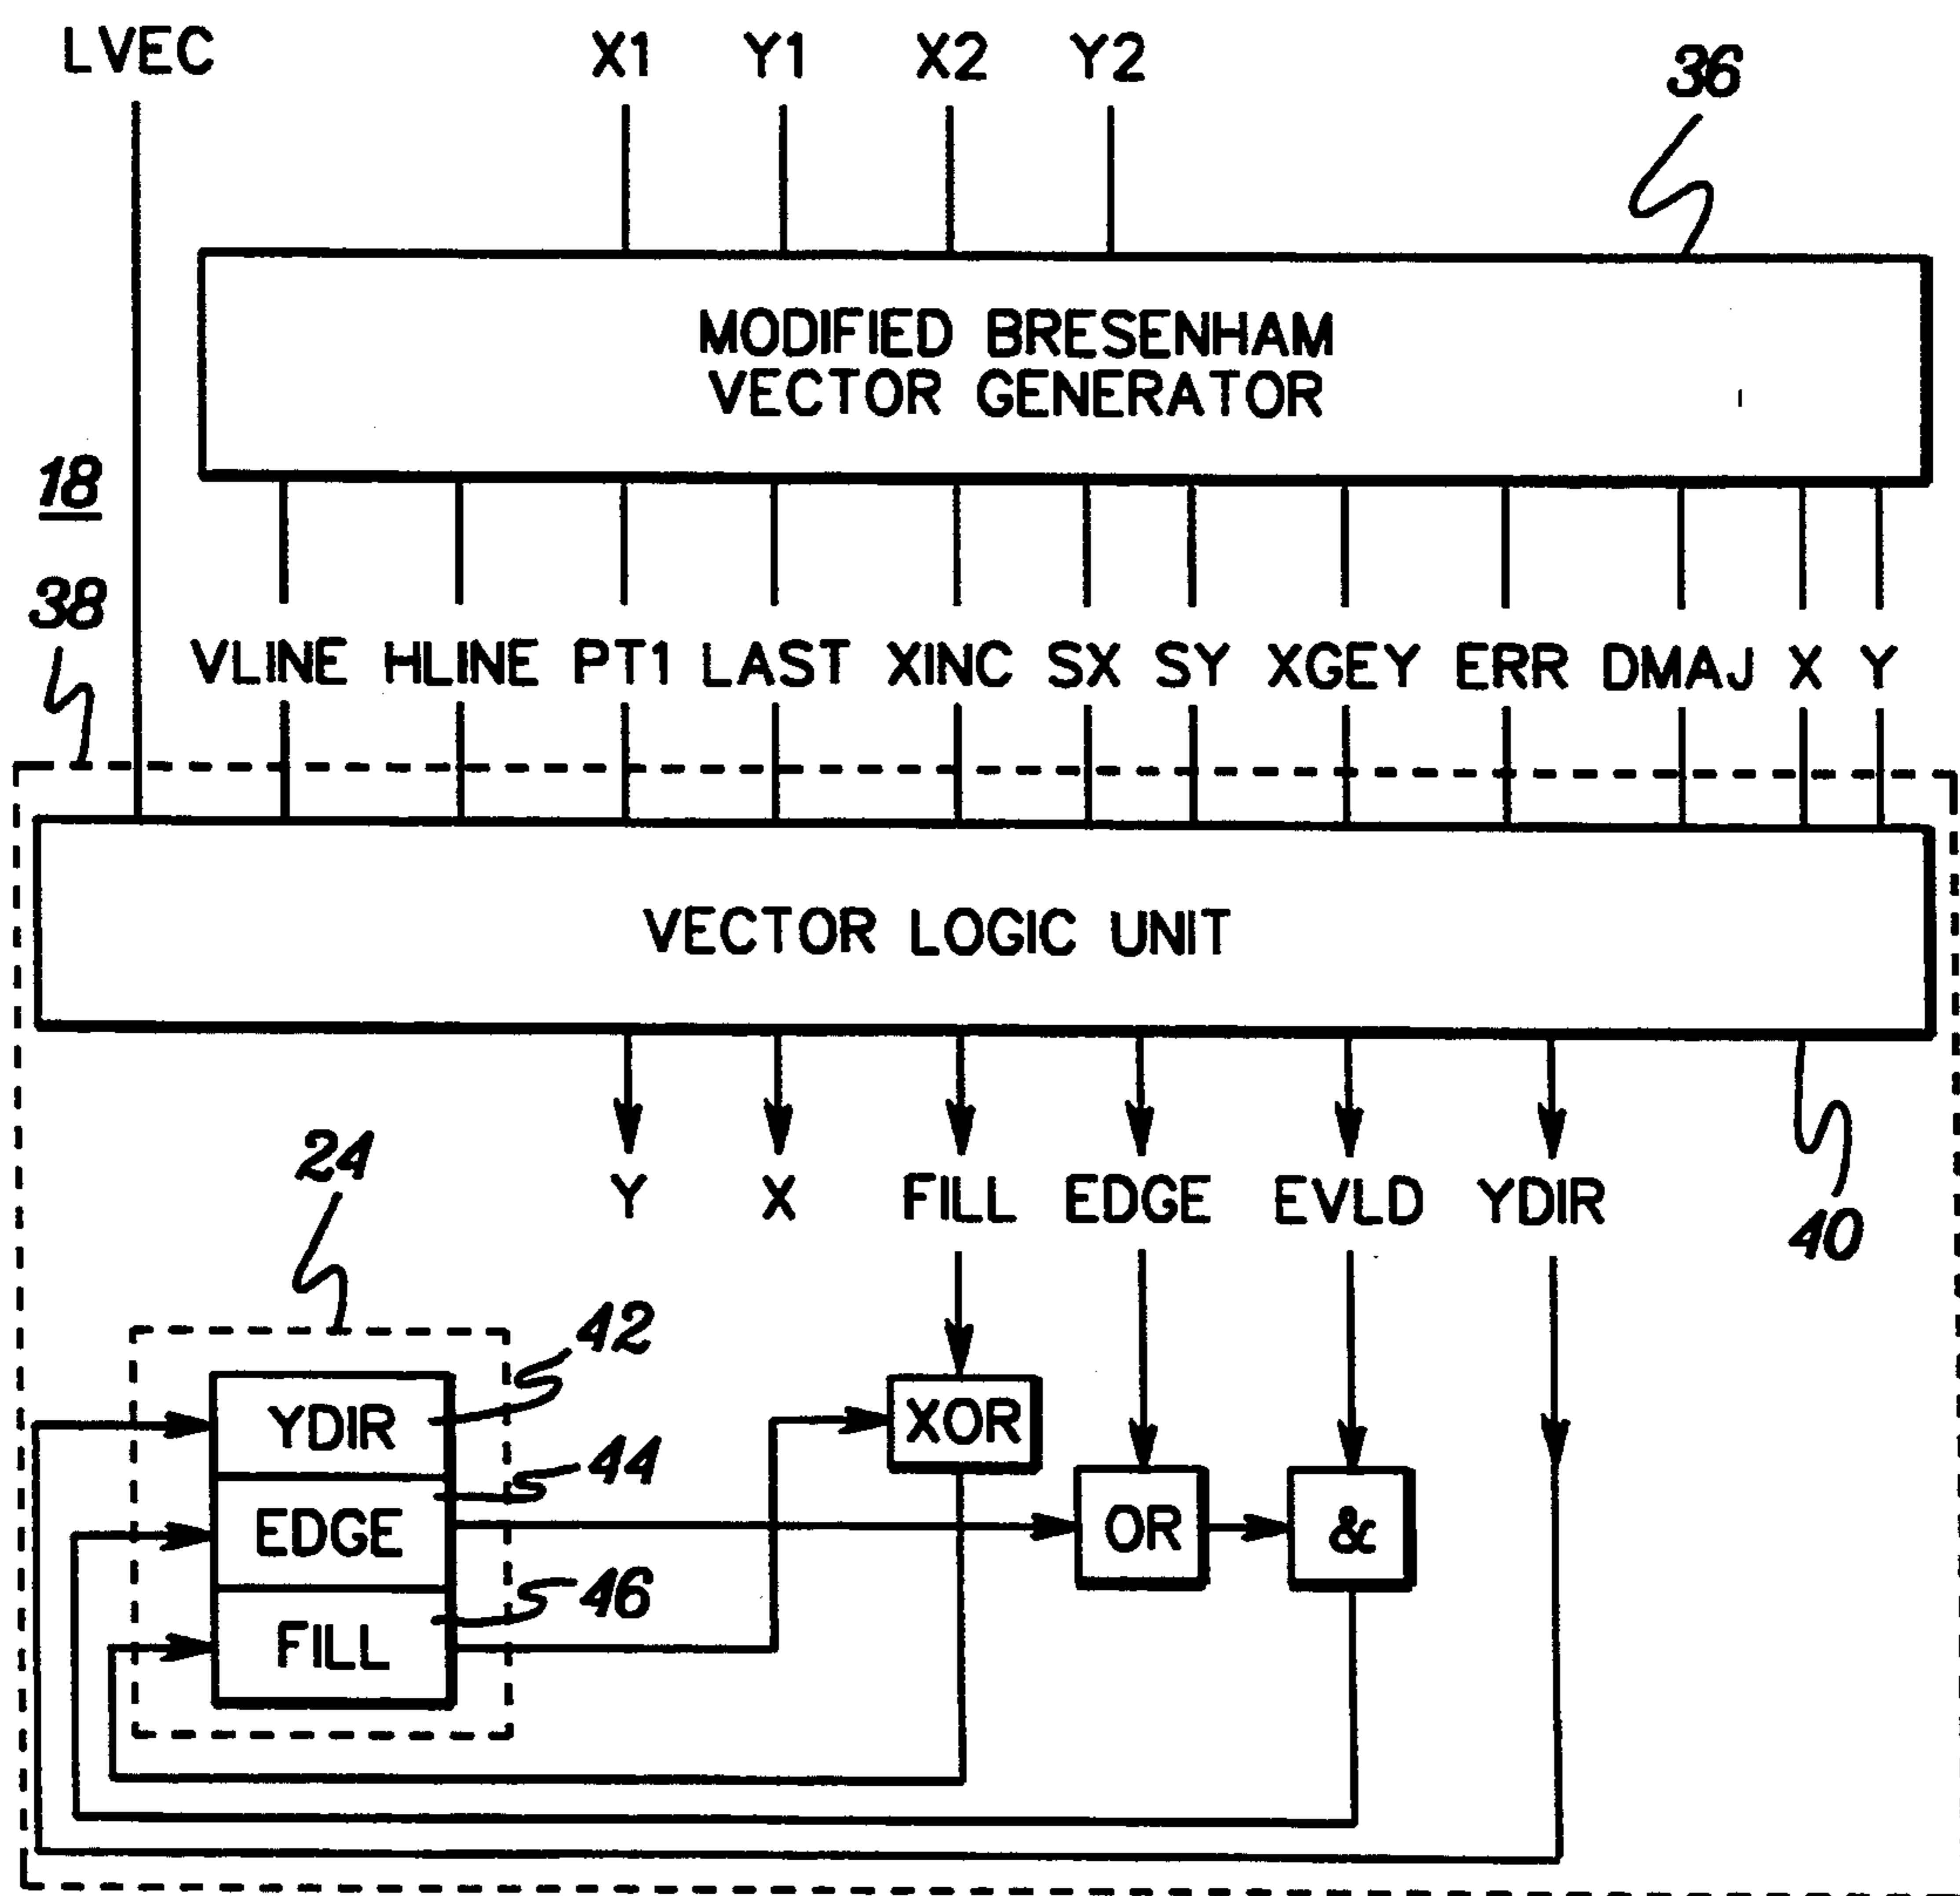 LVEC X1 Y1 X2 Y2 36
MODIFIED BRESENHAM
VECTOR GENERATOR
18
38
VLINE HLINE PT1 LAST XINC SX SY XGEY ERR DMAJ X Y
VECTOR LOGIC UNIT
24
Y X FILL EDGE EVLD YDIR
40
42
YDIR
XOR
44
EDGE
OR
&
46
FILL